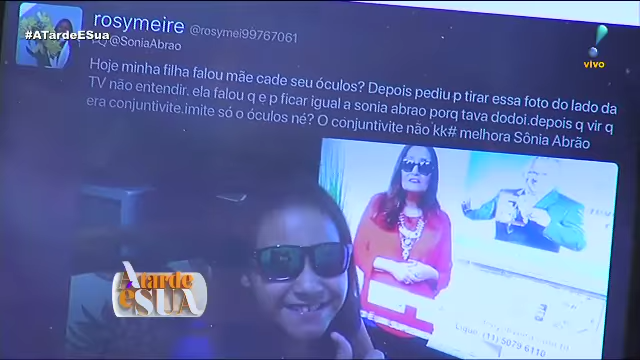 #ATardeESua
rosymeire @rosymei99767061
@SoniaAbrao
Hoje minha filha falou mãe cade seu óculos? Depois pediu p tirar essa foto do lado da
TV não entendir. ela falou q e p ficar igual a sonia abrao porq tava dodoi.depois q vir q
era conjuntivite.imite só o óculos né? O conjuntivite não kk# melhora Sônia Abrão
vivo
A tarde
é SUA
Ligue: (11) 5079 6110